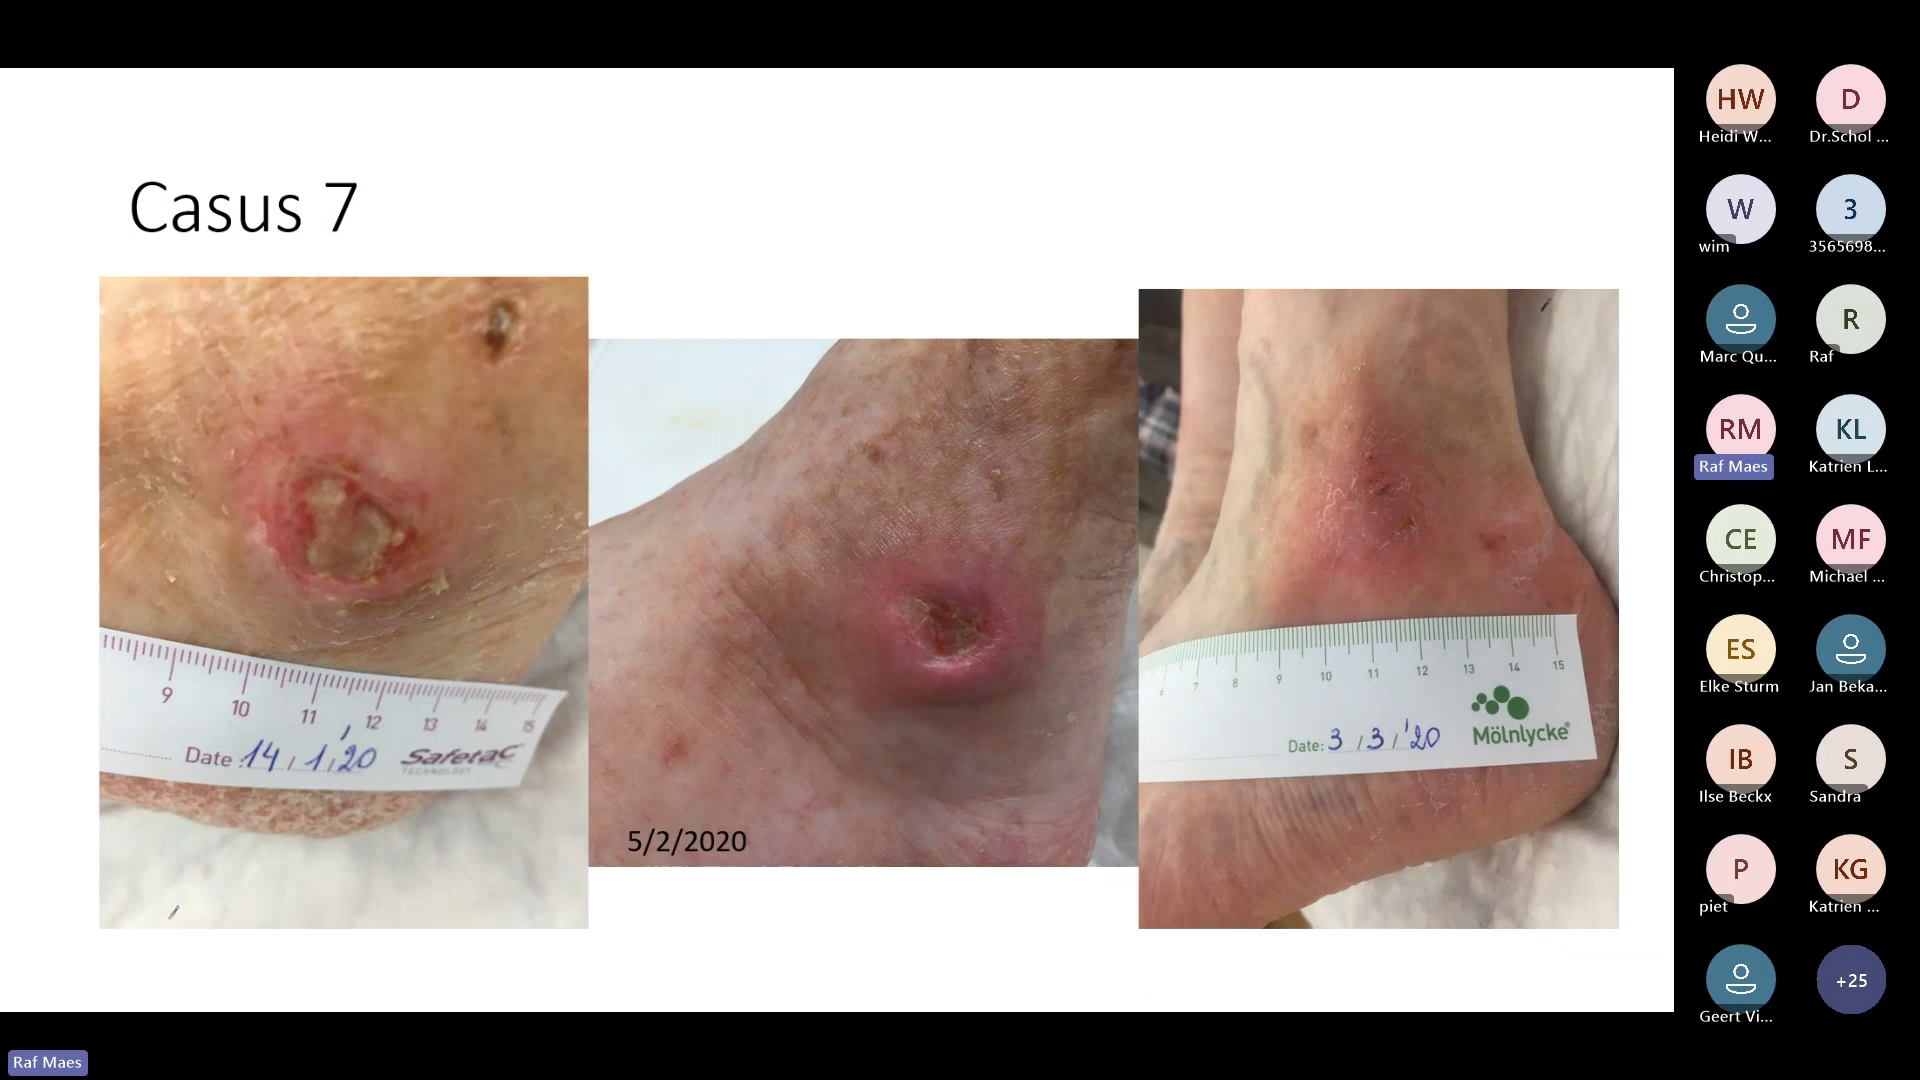 Casus 7
9 10 11 12 13 14 15
Date: 14 / 1 / '20 Safetac
TECHNOLOGY
5/2/2020
6 7 8 9 10 11 12 13 14 15
Date: 3 / 3 / '20 Mölnlycke®
HW D
Heidi W... Dr.Schol ...
W 3
wim 3565698...
R
Marc Qu... Raf
RM KL
Raf Maes Katrien L...
CE MF
Christop... Michael ...
ES
Elke Sturm Jan Beka...
IB S
Ilse Beckx Sandra
P KG
piet Katrien ...
+25
Geert Vi...
Raf Maes